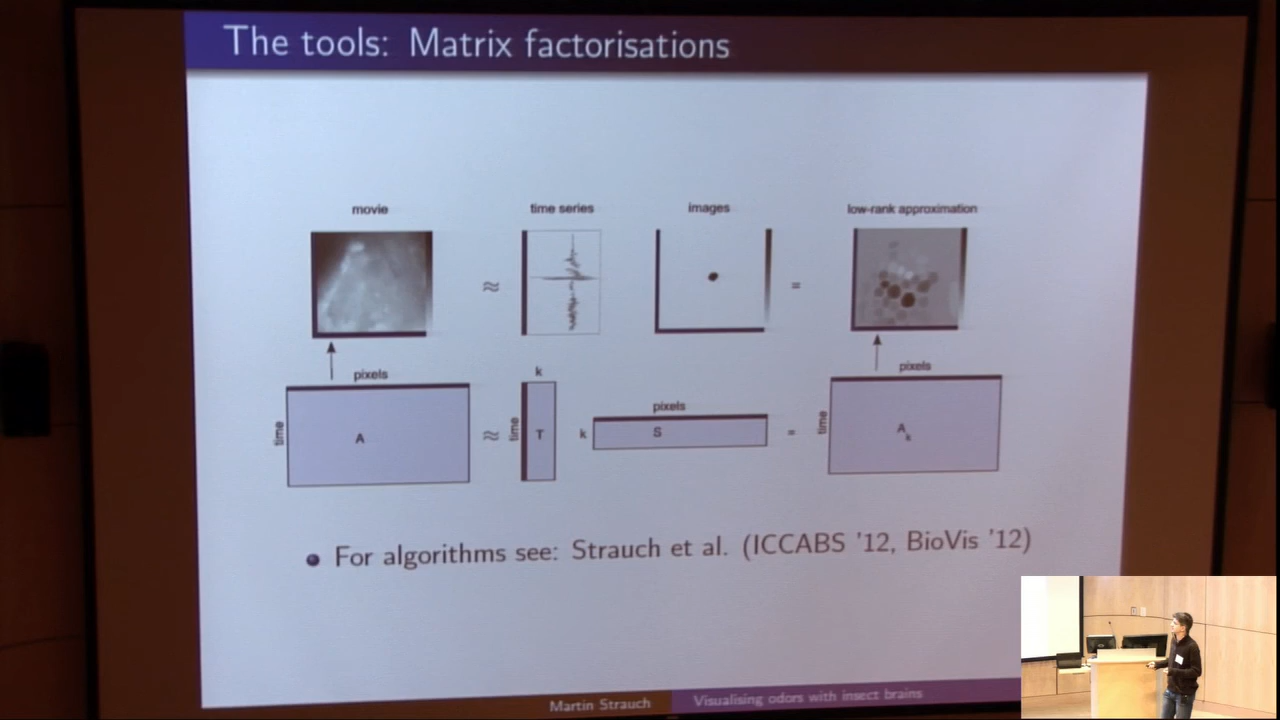 The tools: Matrix factorisations
movie
time series
images
low-rank approximation
≈
=
pixels
k
pixels
time
A
≈
time
T
k
pixels
S
=
time
A k
For algorithms see: Strauch et al. (ICCABS '12, BioVis '12)
Martin Strauch
Visualising odors with insect brains